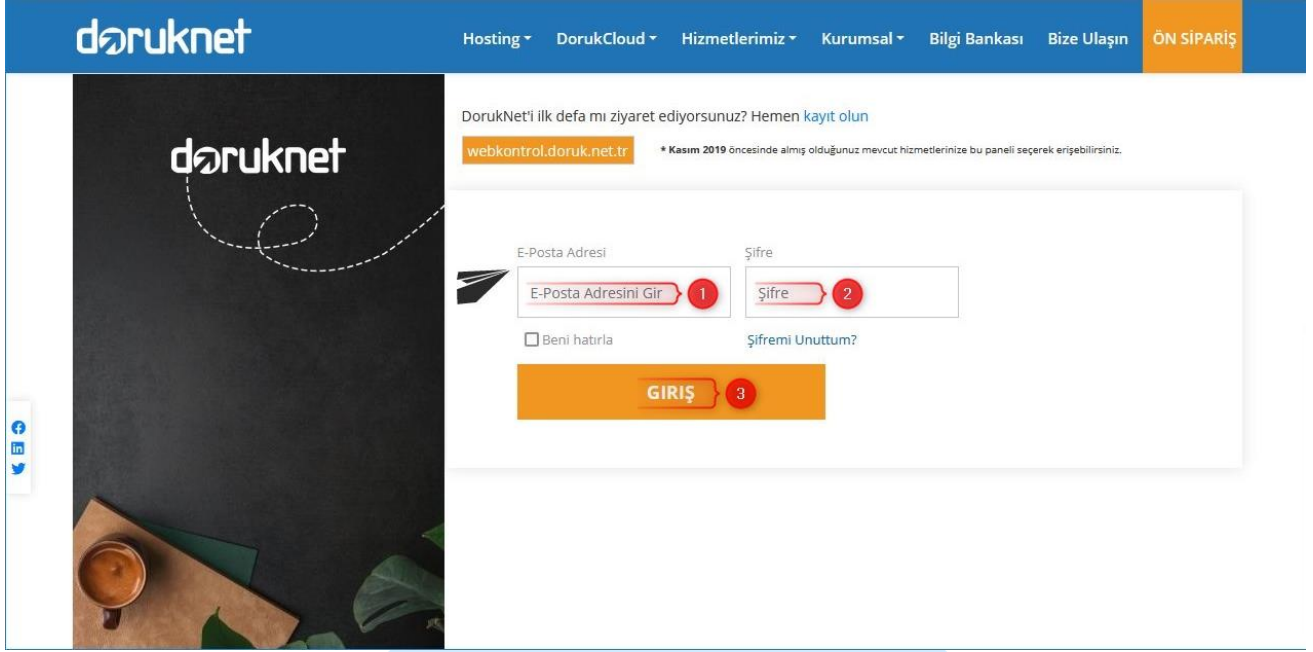 doruknet
Hosting DorukCloud Hizmetlerimiz Kurumsal Bilgi Bankası Bize Ulaşın ÖN SİPARİŞ
doruknet
DorukNet'i ilk defa mı ziyaret ediyorsunuz? Hemen kayıt olun
webkontrol.doruk.net.tr * Kasım 2019 öncesinde almış olduğunuz mevcut hizmetlerinize bu paneli seçerek erişebilirsiniz.
E-Posta Adresi Şifre
E-Posta Adresini Gir 1 Şifre 2
Beni hatırla Şifremi Unuttum?
GIRIŞ 3